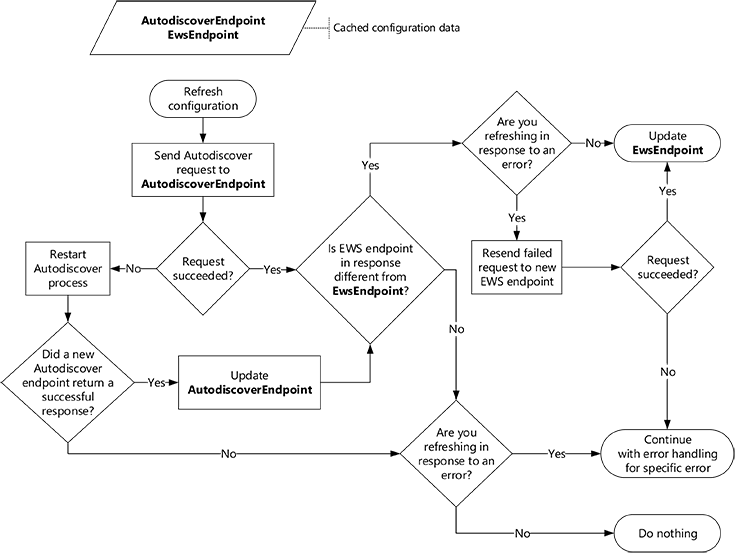 AutodiscoverEndpoint
EwsEndpoint
Cached configuration data
Refresh
configuration
Send Autodiscover
request to
AutodiscoverEndpoint
Request
succeeded?
No
Yes
Restart
Autodiscover
process
Did a new
Autodiscover
endpoint return a
successful
response?
Yes
Update
AutodiscoverEndpoint
No
Is EWS endpoint
in response
different from
EwsEndpoint?
Yes
No
Are you
refreshing in
response to an
error?
No
Update
EwsEndpoint
Yes
Yes
Resend failed
request to new
EWS endpoint
Request
succeeded?
No
Are you
refreshing in
response to an
error?
Yes
Continue
with error handling
for specific error
No
Do nothing